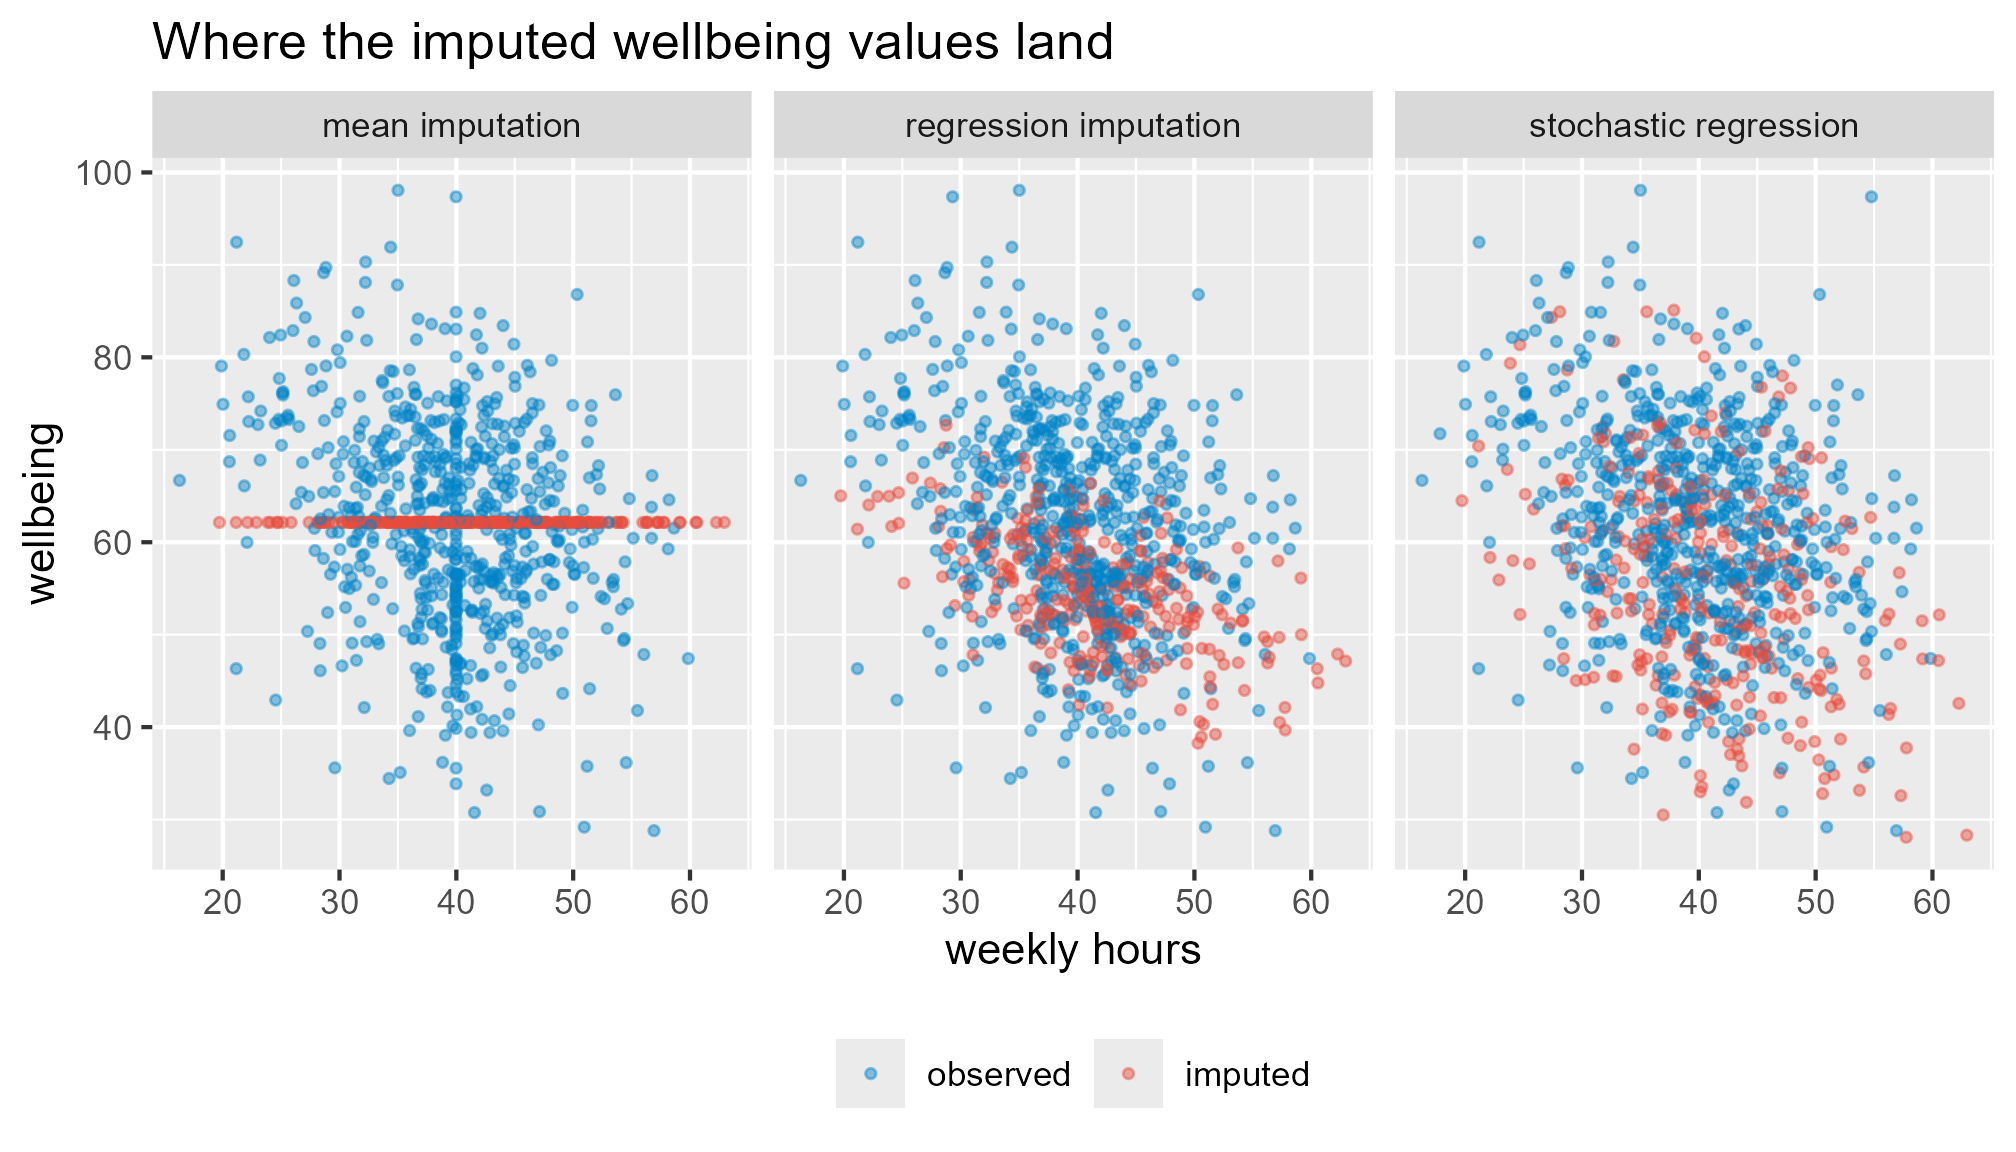 Where the imputed wellbeing values land
mean imputation
regression imputation
stochastic regression
wellbeing
100
80
60
40
20 30 40 50 60
20 30 40 50 60
20 30 40 50 60
weekly hours
observed
imputed